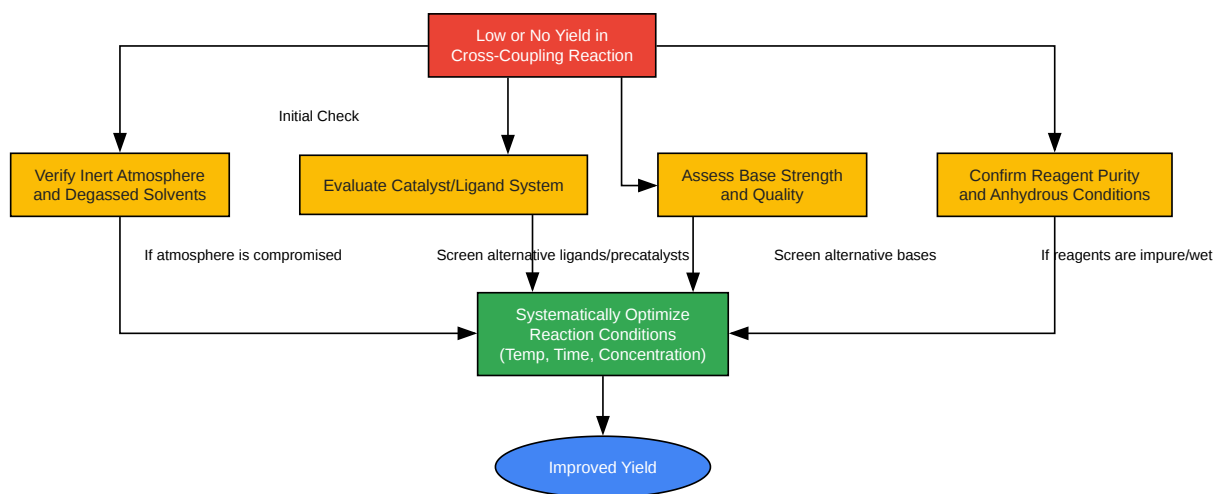 Low or No Yield in
Cross-Coupling Reaction
Initial Check
Verify Inert Atmosphere
and Degassed Solvents
Evaluate Catalyst/Ligand System
Assess Base Strength
and Quality
Confirm Reagent Purity
and Anhydrous Conditions
If atmosphere is compromised
Screen alternative ligands/precatalysts
Screen alternative bases
If reagents are impure/wet
Systematically Optimize
Reaction Conditions
(Temp, Time, Concentration)
Improved Yield